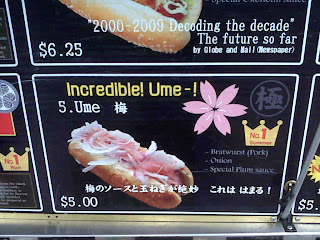 "2000-2009 Decoding the decade"
The future so far
by Globe and Mail(Newspaper)
$6.25
Incredible! Ume-!
5.Ume 梅
極
No.1
Summer
- Bratwurst (Pork)
- Onion
- Special Plum sauce
梅のソースと玉ねぎが絶妙 これは はまる!
$5.00
$5